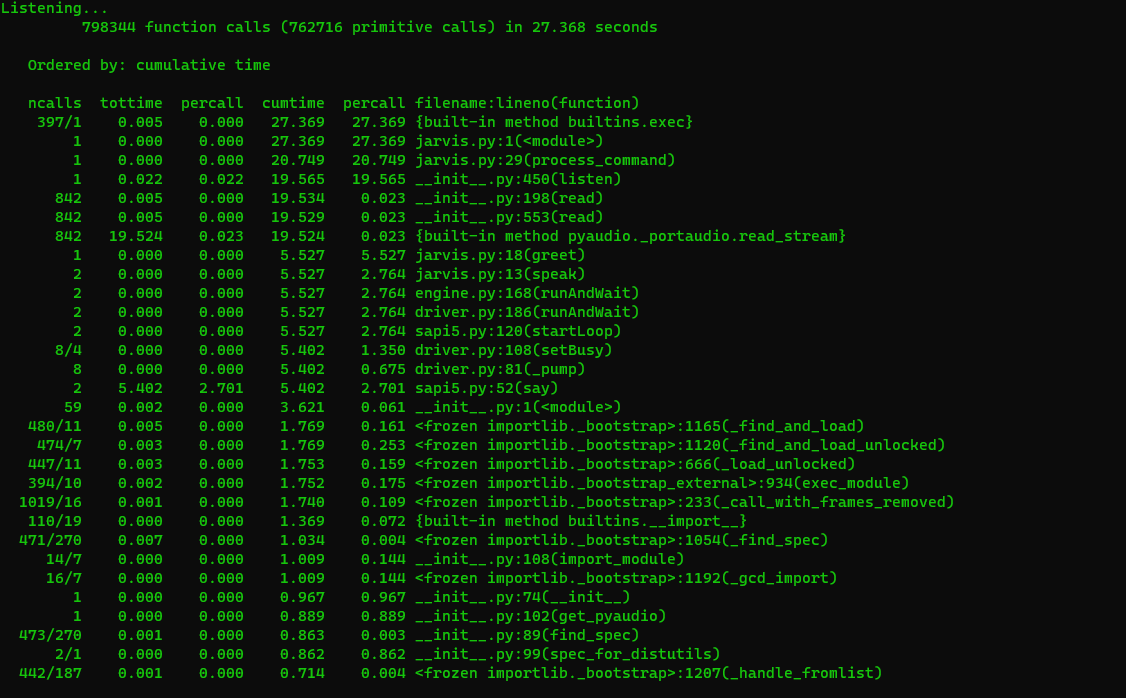 Listening...
798344 function calls (762716 primitive calls) in 27.368 seconds
Ordered by: cumulative time
ncalls tottime percall cumtime percall filename:lineno(function)
397/1 0.005 0.000 27.369 27.369 {built-in method builtins.exec}
1 0.000 0.000 27.369 27.369 jarvis.py:1(<module>)
1 0.000 0.000 20.749 20.749 jarvis.py:29(process_command)
1 0.022 0.022 19.565 19.565 __init__.py:450(listen)
842 0.005 0.000 19.534 0.023 __init__.py:198(read)
842 0.005 0.000 19.529 0.023 __init__.py:553(read)
842 19.524 0.023 19.524 0.023 {built-in method pyaudio._portaudio.read_stream}
1 0.000 0.000 5.527 5.527 jarvis.py:18(greet)
2 0.000 0.000 5.527 2.764 jarvis.py:13(speak)
2 0.000 0.000 5.527 2.764 engine.py:168(runAndWait)
2 0.000 0.000 5.527 2.764 driver.py:186(runAndWait)
2 0.000 0.000 5.527 2.764 sapi5.py:120(startLoop)
8/4 0.000 0.000 5.402 1.350 driver.py:108(setBusy)
8 0.000 0.000 5.402 0.675 driver.py:81(_pump)
2 5.402 2.701 5.402 2.701 sapi5.py:52(say)
59 0.002 0.000 3.621 0.061 __init__.py:1(<module>)
480/11 0.005 0.000 1.769 0.161 <frozen importlib._bootstrap>:1165(_find_and_load)
474/7 0.003 0.000 1.769 0.253 <frozen importlib._bootstrap>:1120(_find_and_load_unlocked)
447/11 0.003 0.000 1.753 0.159 <frozen importlib._bootstrap>:666(_load_unlocked)
394/10 0.002 0.000 1.752 0.175 <frozen importlib._bootstrap_external>:934(exec_module)
1019/16 0.001 0.000 1.740 0.109 <frozen importlib._bootstrap>:233(_call_with_frames_removed)
110/19 0.000 0.000 1.369 0.072 {built-in method builtins.__import__}
471/270 0.007 0.000 1.034 0.004 <frozen importlib._bootstrap>:1054(_find_spec)
14/7 0.000 0.000 1.009 0.144 __init__.py:108(import_module)
16/7 0.000 0.000 1.009 0.144 <frozen importlib._bootstrap>:1192(_gcd_import)
1 0.000 0.000 0.967 0.967 __init__.py:74(__init__)
1 0.000 0.000 0.889 0.889 __init__.py:102(get_pyaudio)
473/270 0.001 0.000 0.863 0.003 __init__.py:89(find_spec)
2/1 0.000 0.000 0.862 0.862 __init__.py:99(spec_for_distutils)
442/187 0.001 0.000 0.714 0.004 <frozen importlib._bootstrap>:1207(_handle_fromlist)